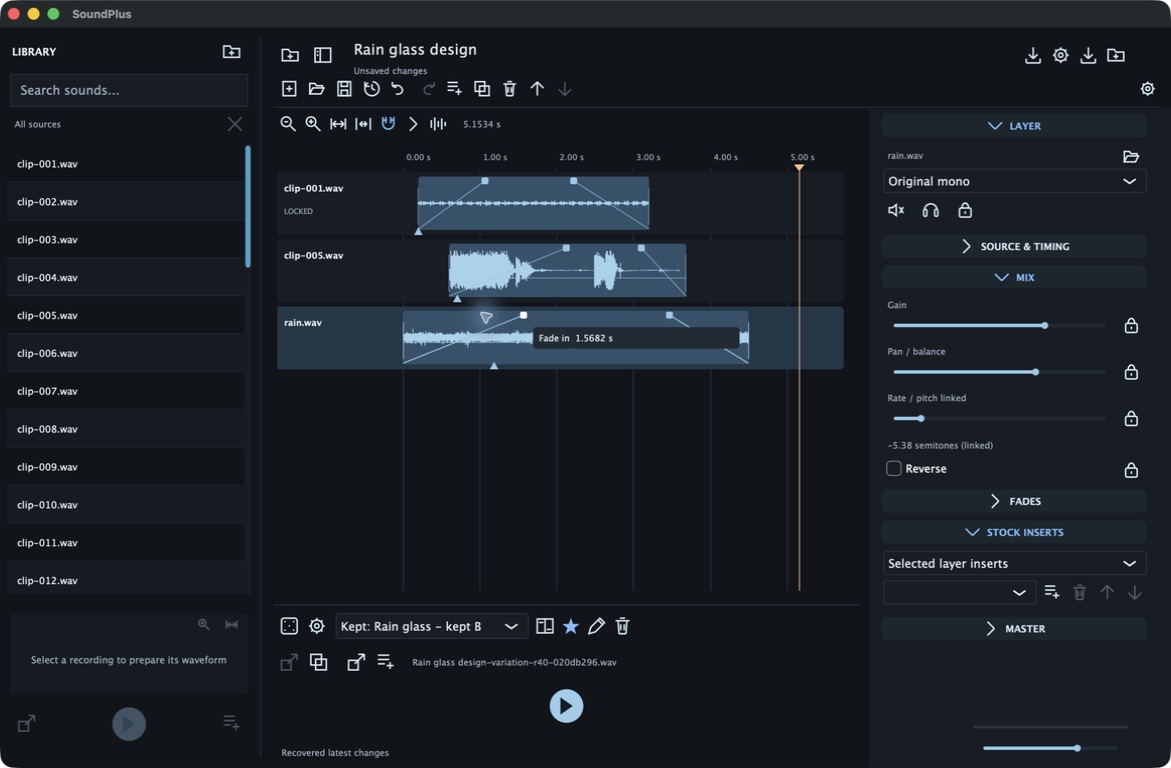 SoundPlus
LIBRARY
Search sounds...
All sources
clip-001.wav
clip-002.wav
clip-003.wav
clip-004.wav
clip-005.wav
clip-006.wav
clip-007.wav
clip-008.wav
clip-009.wav
clip-010.wav
clip-011.wav
clip-012.wav
Select a recording to prepare its waveform
Rain glass design
Unsaved changes
5.1534 s
0.00 s 1.00 s 2.00 s 3.00 s 4.00 s 5.00 s
clip-001.wav
LOCKED
clip-005.wav
rain.wav
Fade in 1.5682 s
Kept: Rain glass – kept B
Rain glass design-variation-r40-020db296.wav
Recovered latest changes
LAYER
rain.wav
Original mono
SOURCE & TIMING
MIX
Gain
Pan / balance
Rate / pitch linked
-5.38 semitones (linked)
Reverse
FADES
STOCK INSERTS
Selected layer inserts
MASTER